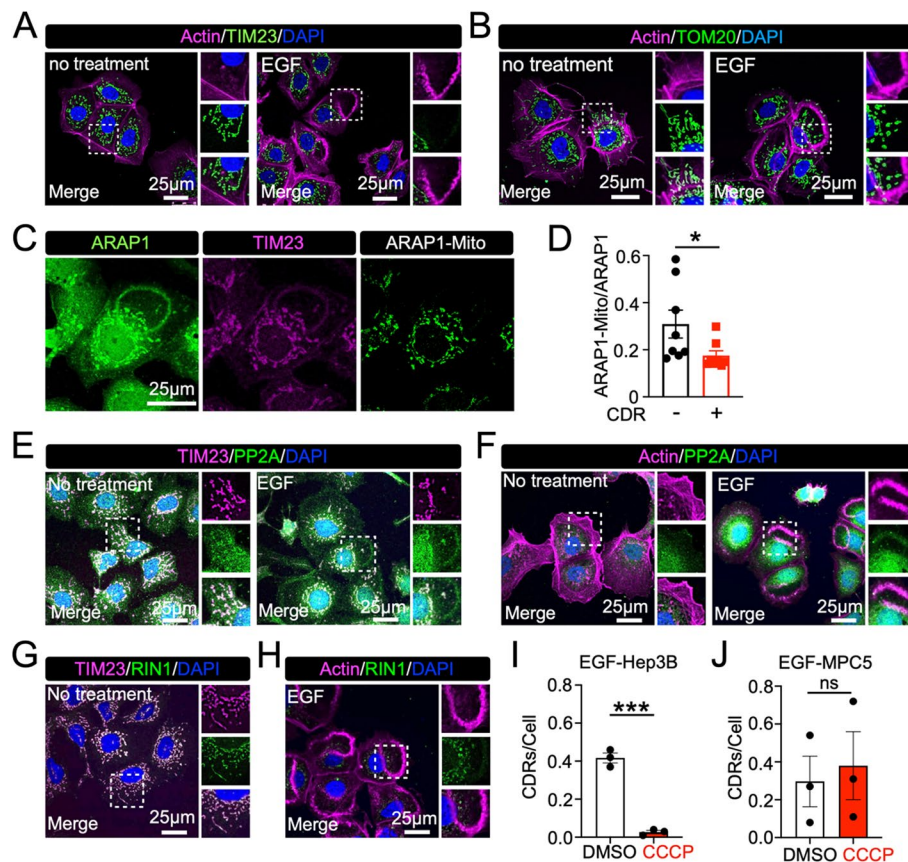 A
Actin/TIM23/DAPI
no treatment
EGF
Merge
25μm
Merge
25μm
B
Actin/TOM20/DAPI
no treatment
EGF
Merge
25μm
Merge
25μm
C
ARAP1
TIM23
ARAP1-Mito
25μm
D
ARAP1-Mito/ARAP1
0.6
0.4
0.2
0
*
CDR
-
+
E
TIM23/PP2A/DAPI
No treatment
EGF
Merge
25μm
Merge
25μm
F
Actin/PP2A/DAPI
No treatment
EGF
Merge
25μm
Merge
25μm
G
TIM23/RIN1/DAPI
No treatment
Merge
25μm
H
Actin/RIN1/DAPI
EGF
Merge
25μm
I
EGF-Hep3B
CDRs/Cell
0.8
0.6
0.4
0.2
0.0
***
DMSO
CCCP
J
EGF-MPC5
CDRs/Cell
0.8
0.6
0.4
0.2
0.0
ns
DMSO
CCCP